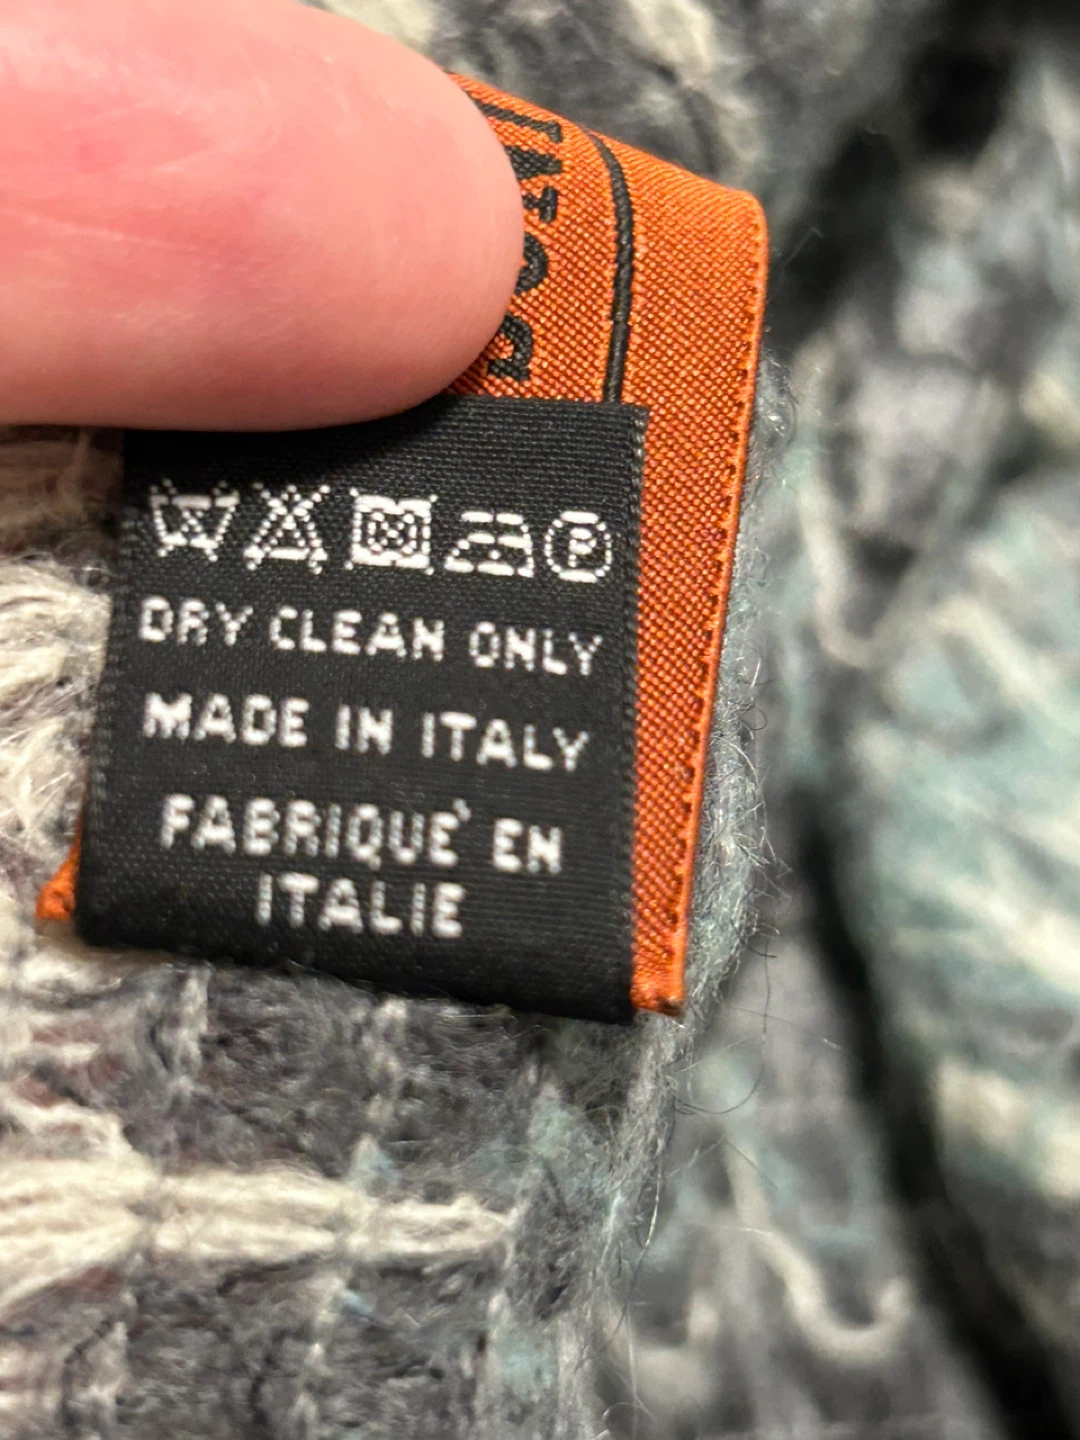 P
DRY CLEAN ONLY
MADE IN ITALY
FABRIQUE' EN
ITALIE